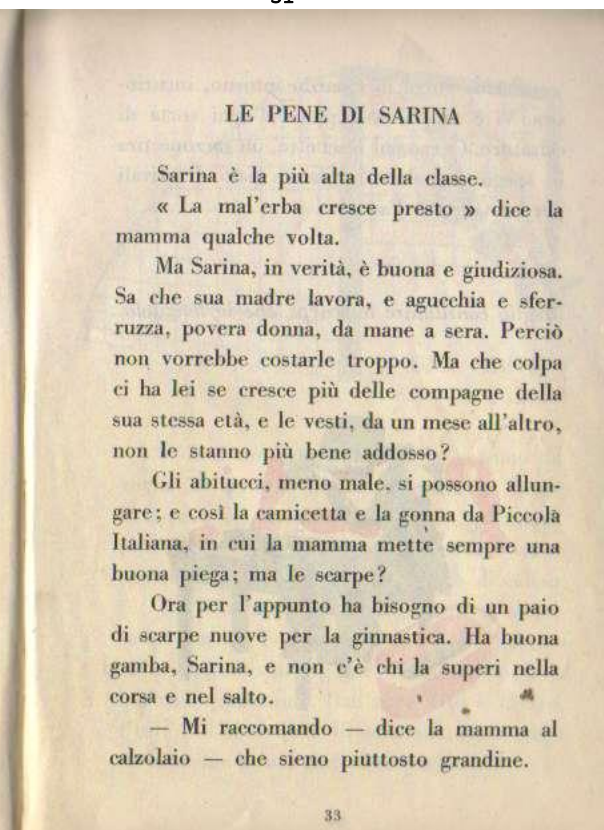 LE PENE DI SARINA
Sarina è la più alta della classe.
« La mal'erba cresce presto » dice la
mamma qualche volta.
Ma Sarina, in verità, è buona e giudiziosa.
Sa che sua madre lavora, e agucchia e sfer-
ruzza, povera donna, da mane a sera. Perciò
non vorrebbe costarle troppo. Ma che colpa
ci ha lei se cresce più delle compagne della
sua stessa età, e le vesti, da un mese all'altro,
non le stanno più bene addosso?
Gli abitucci, meno male. si possono allun-
gare; e così la camicetta e la gonna da Piccola
Italiana, in cui la mamma mette sempre una
buona piega; ma le scarpe?
Ora per l'appunto ha bisogno di un paio
di scarpe nuove per la ginnastica. Ha buona
gamba, Sarina, e non c'è chi la superi nella
corsa e nel salto.
— Mi raccomando — dice la mamma al
calzolaio — che sieno piuttosto grandine.
33